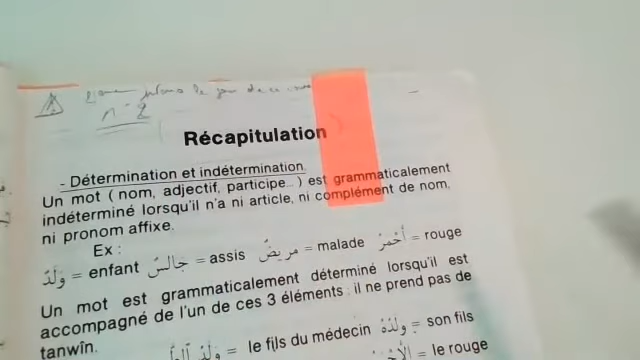 n° 2
Récapitulation
- Détermination et indétermination.
Un mot ( nom, adjectif, participe... ) est grammaticalement
indéterminé lorsqu'il n'a ni article, ni complément de nom,
ni pronom affixe.
Ex :
وَلَدٌ = enfant جَالِسٌ = assis مريضٌ = malade أَحْمَرُ = rouge
Un mot est grammaticalement déterminé lorsqu'il est
accompagné de l'un de ces 3 éléments : il ne prend pas de
tanwîn.
= le fils du médecin وَلَدُهُ = son fils
= le rouge